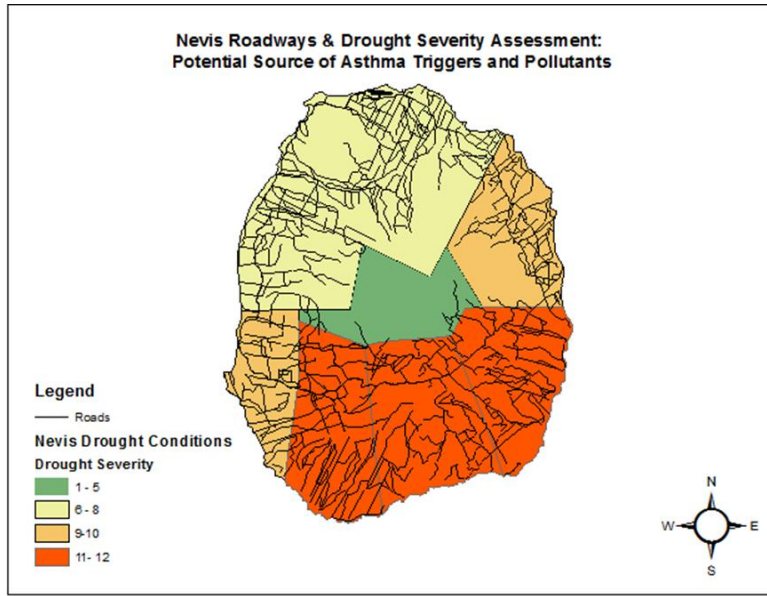 Nevis Roadways & Drought Severity Assessment:
Potential Source of Asthma Triggers and Pollutants
Legend
Roads
Nevis Drought Conditions
Drought Severity
1 - 5
6 - 8
9-10
11- 12
N
W E
S